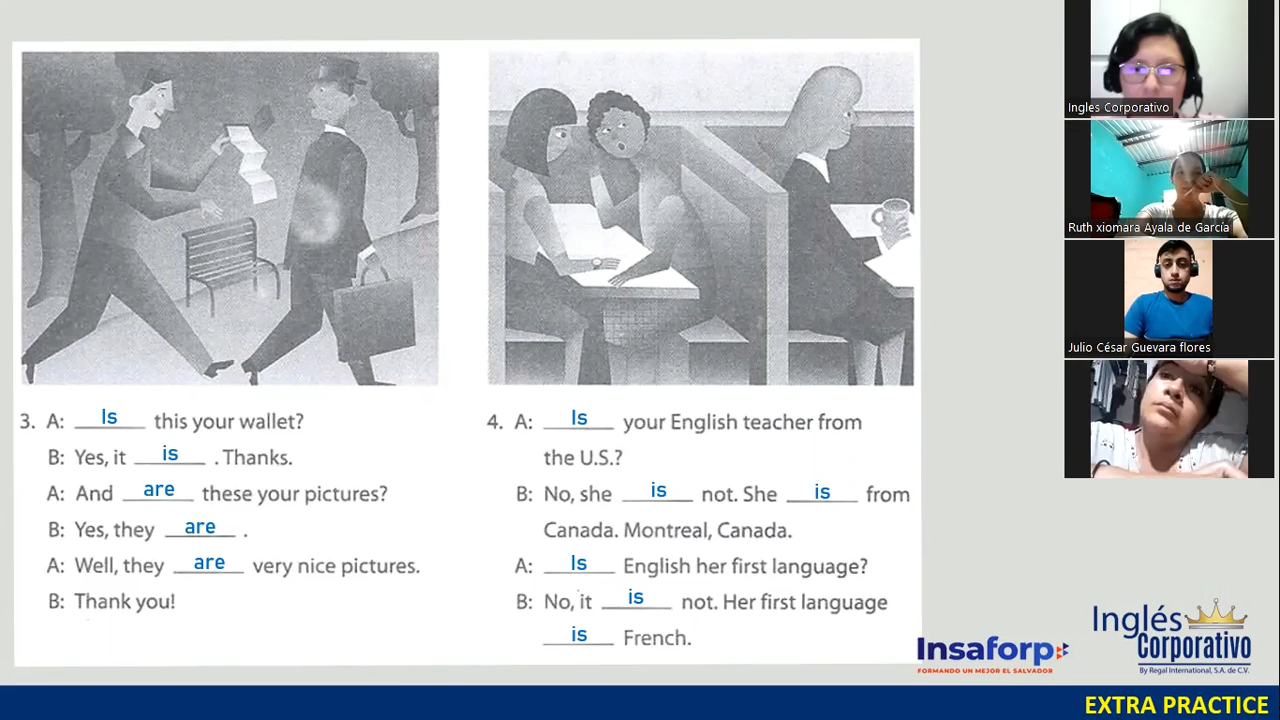 3. A: Is this your wallet?
B: Yes, it is . Thanks.
A: And are these your pictures?
B: Yes, they are .
A: Well, they are very nice pictures.
B: Thank you!
4. A: Is your English teacher from
the U.S.?
B: No, she is not. She is from
Canada. Montreal, Canada.
A: Is English her first language?
B: No, it is not. Her first language
is French.
Ingles Corporativo
Ruth xiomara Ayala de Garcia
Julio César Guevara flores
Insaforp
FORMANDO UN MEJOR EL SALVADOR
Inglés
Corporativo
By Regal International, S.A. de C.V.
EXTRA PRACTICE